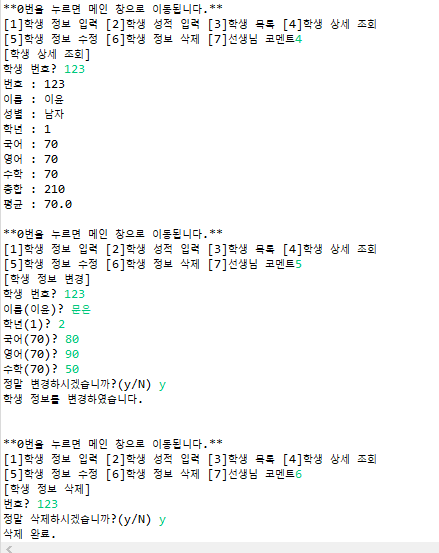 **0번을 누르면 메인 창으로 이동됩니다.**
[1]학생 정보 입력 [2]학생 성적 입력 [3]학생 목록 [4]학생 상세 조회
[5]학생 정보 수정 [6]학생 정보 삭제 [7]선생님 코멘트4
[학생 상세 조회]
학생 번호? 123
번호 : 123
이름 : 이윤
성별 : 남자
학년 : 1
국어 : 70
영어 : 70
수학 : 70
총합 : 210
평균 : 70.0
**0번을 누르면 메인 창으로 이동됩니다.**
[1]학생 정보 입력 [2]학생 성적 입력 [3]학생 목록 [4]학생 상세 조회
[5]학생 정보 수정 [6]학생 정보 삭제 [7]선생님 코멘트5
[학생 정보 변경]
학생 번호? 123
이름(이윤)? 문은
학년(1)? 2
국어(70)? 80
영어(70)? 90
수학(70)? 50
정말 변경하시겠습니까?(y/N) y
학생 정보를 변경하였습니다.
**0번을 누르면 메인 창으로 이동됩니다.**
[1]학생 정보 입력 [2]학생 성적 입력 [3]학생 목록 [4]학생 상세 조회
[5]학생 정보 수정 [6]학생 정보 삭제 [7]선생님 코멘트6
[학생 정보 삭제]
번호? 123
정말 삭제하시겠습니까?(y/N) y
삭제 완료.